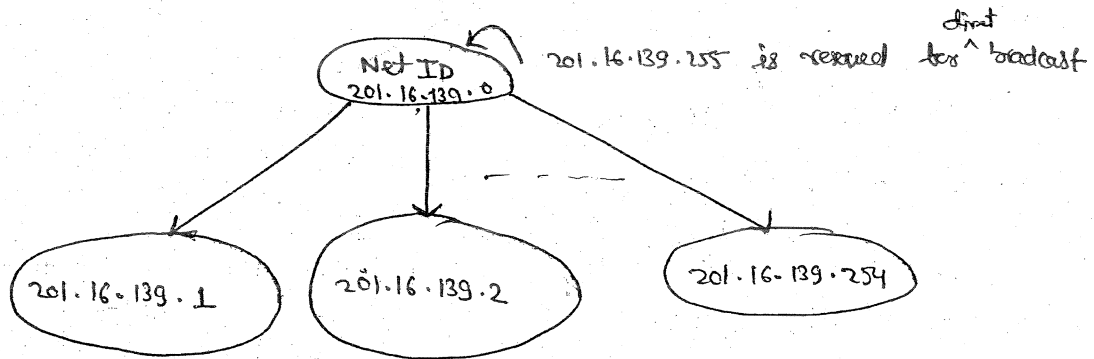 direct
Net ID
201.16.139.0
201.16.139.255 is reserved for ^ broadcast
201.16.139.1
201.16.139.2
201.16.139.254